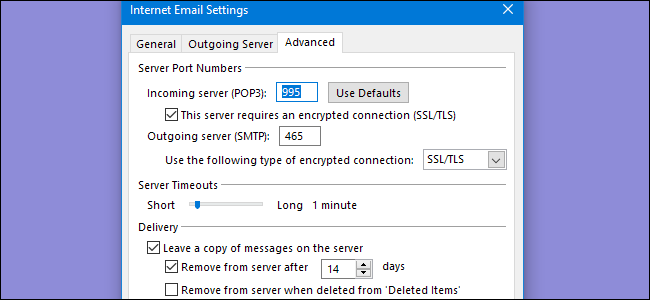 Internet Email Settings
General Outgoing Server Advanced
Server Port Numbers
Incoming server (POP3): 995 Use Defaults
This server requires an encrypted connection (SSL/TLS)
Outgoing server (SMTP): 465
Use the following type of encrypted connection: SSL/TLS
Server Timeouts
Short Long 1 minute
Delivery
Leave a copy of messages on the server
Remove from server after 14 days
Remove from server when deleted from 'Deleted Items'